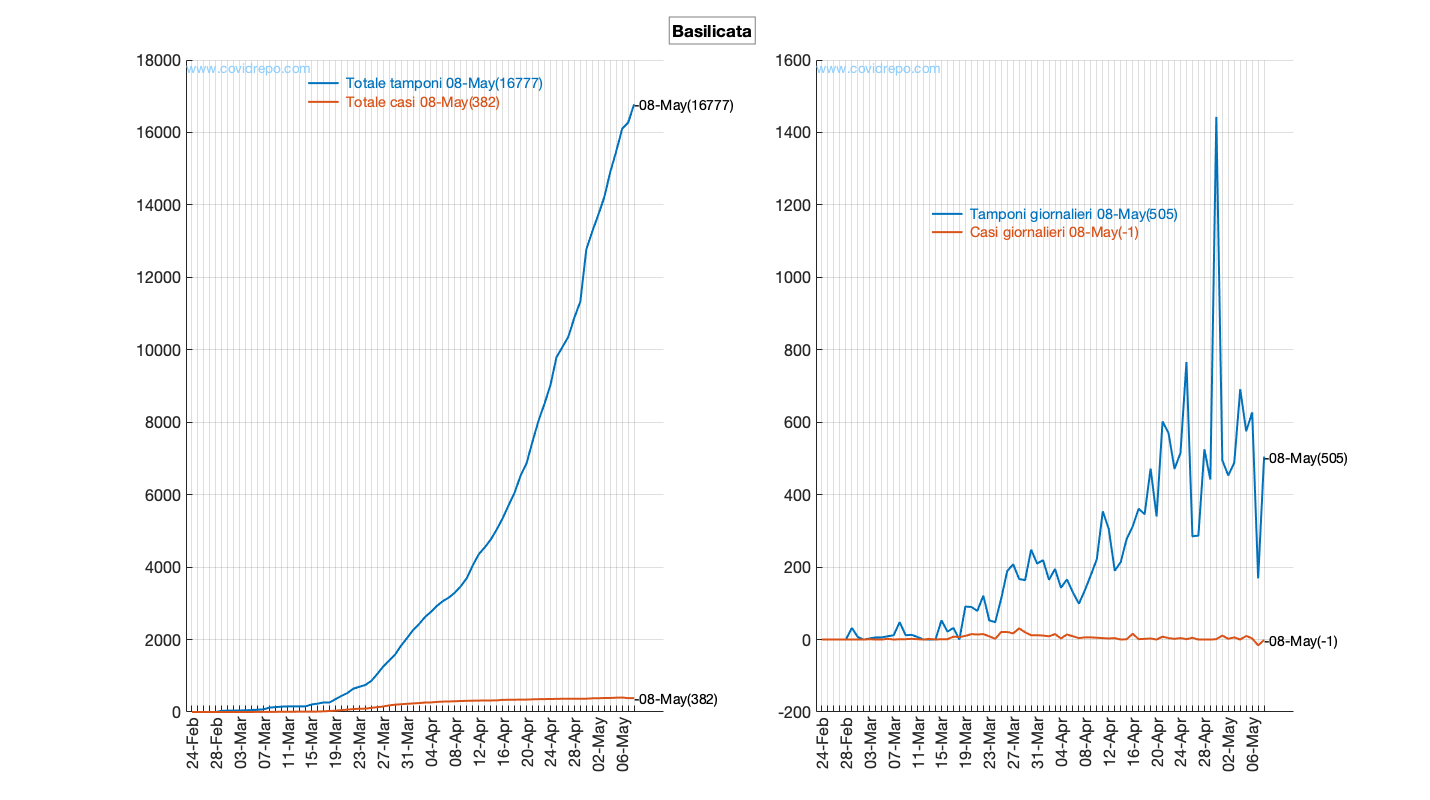 Basilicata
www.covidrepo.com
Totale tamponi 08-May(16777)
Totale casi 08-May(382)
08-May(16777)
08-May(382)
18000
16000
14000
12000
10000
8000
6000
4000
2000
0
24-Feb
28-Feb
03-Mar
07-Mar
11-Mar
15-Mar
19-Mar
23-Mar
27-Mar
31-Mar
04-Apr
08-Apr
12-Apr
16-Apr
20-Apr
24-Apr
28-Apr
02-May
06-May
www.covidrepo.com
Tamponi giornalieri 08-May(505)
Casi giornalieri 08-May(-1)
08-May(505)
08-May(-1)
1600
1400
1200
1000
800
600
400
200
0
-200
24-Feb
28-Feb
03-Mar
07-Mar
11-Mar
15-Mar
19-Mar
23-Mar
27-Mar
31-Mar
04-Apr
08-Apr
12-Apr
16-Apr
20-Apr
24-Apr
28-Apr
02-May
06-May